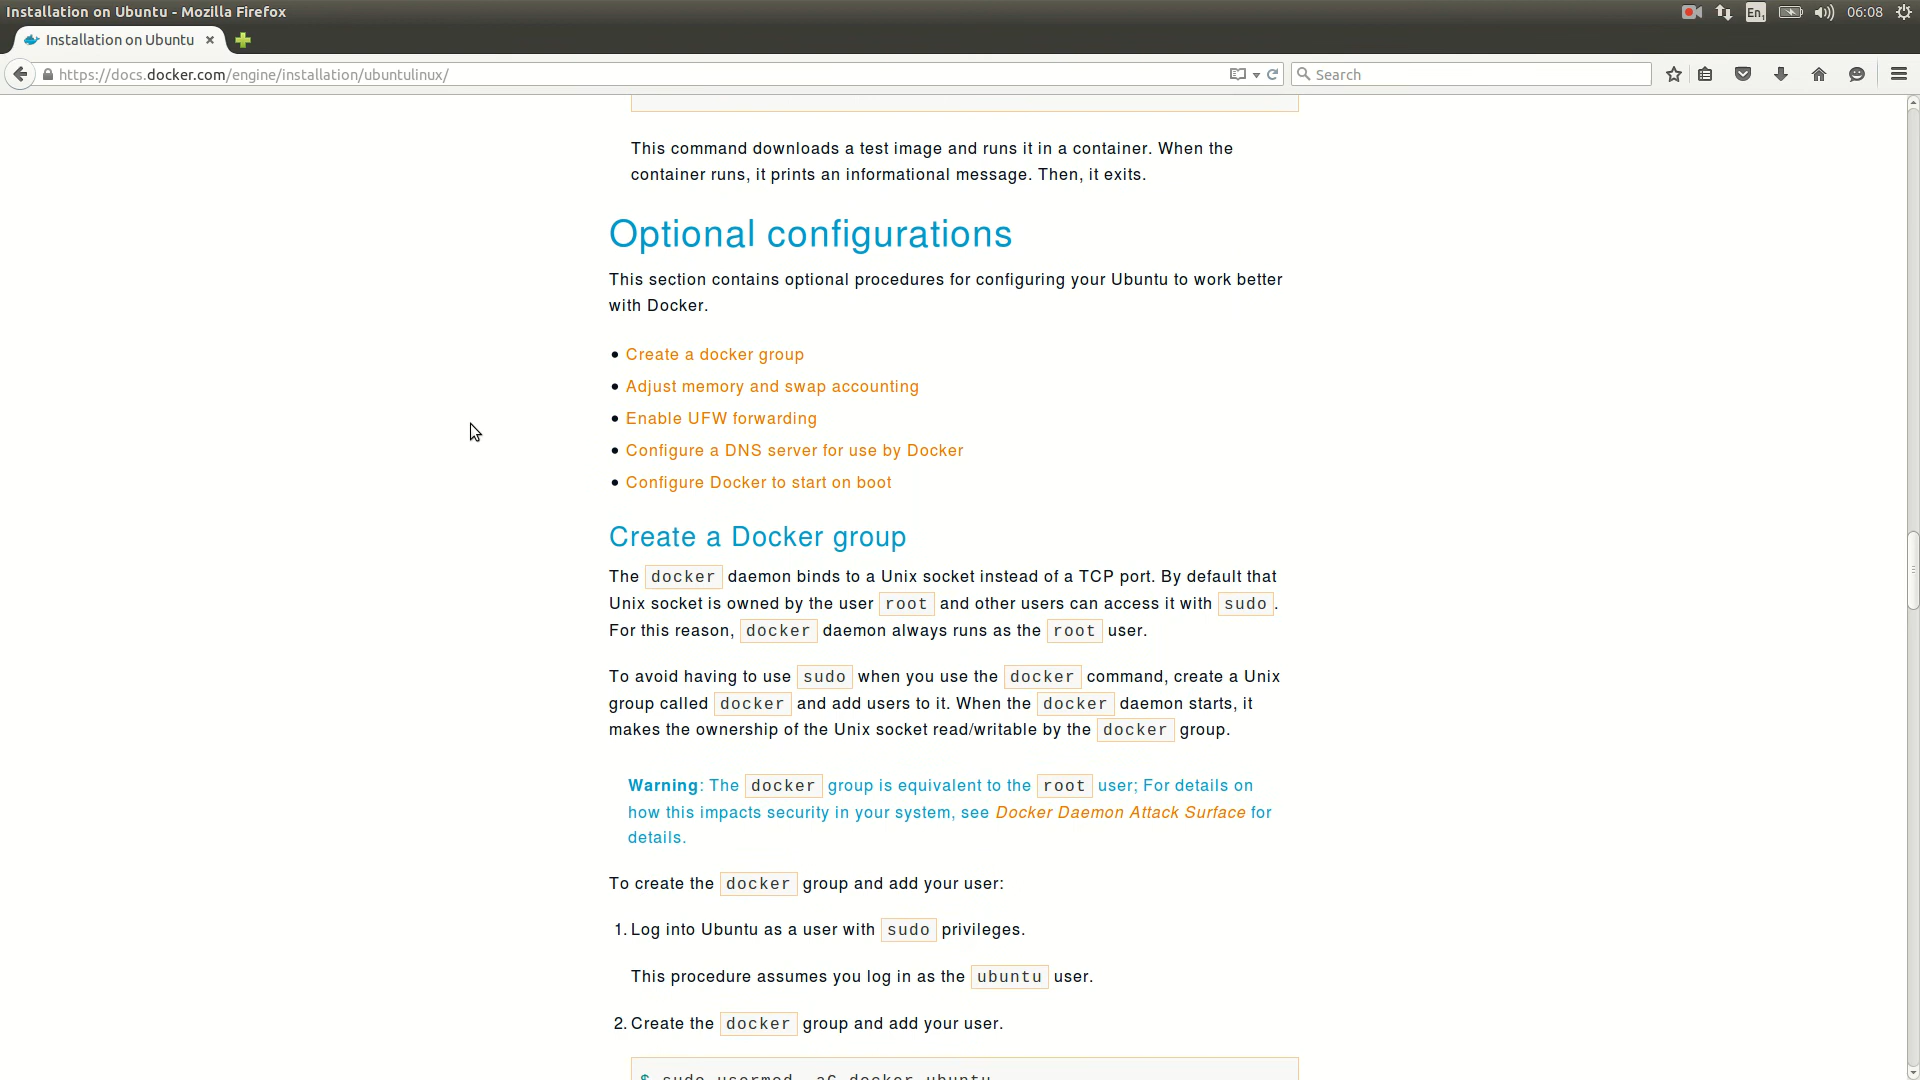 Installation on Ubuntu - Mozilla Firefox
En1
06:08
Installation on Ubuntu
https://docs.docker.com/engine/installation/ubuntulinux/
Search
This command downloads a test image and runs it in a container. When the
container runs, it prints an informational message. Then, it exits.
Optional configurations
This section contains optional procedures for configuring your Ubuntu to work better
with Docker.
• Create a docker group
• Adjust memory and swap accounting
• Enable UFW forwarding
• Configure a DNS server for use by Docker
• Configure Docker to start on boot
Create a Docker group
The docker daemon binds to a Unix socket instead of a TCP port. By default that
Unix socket is owned by the user root and other users can access it with sudo.
For this reason, docker daemon always runs as the root user.
To avoid having to use sudo when you use the docker command, create a Unix
group called docker and add users to it. When the docker daemon starts, it
makes the ownership of the Unix socket read/writable by the docker group.
Warning: The docker group is equivalent to the root user; For details on
how this impacts security in your system, see Docker Daemon Attack Surface for
details.
To create the docker group and add your user:
1. Log into Ubuntu as a user with sudo privileges.
This procedure assumes you log in as the ubuntu user.
2. Create the docker group and add your user.
$ sudo usermod -aG docker ubuntu